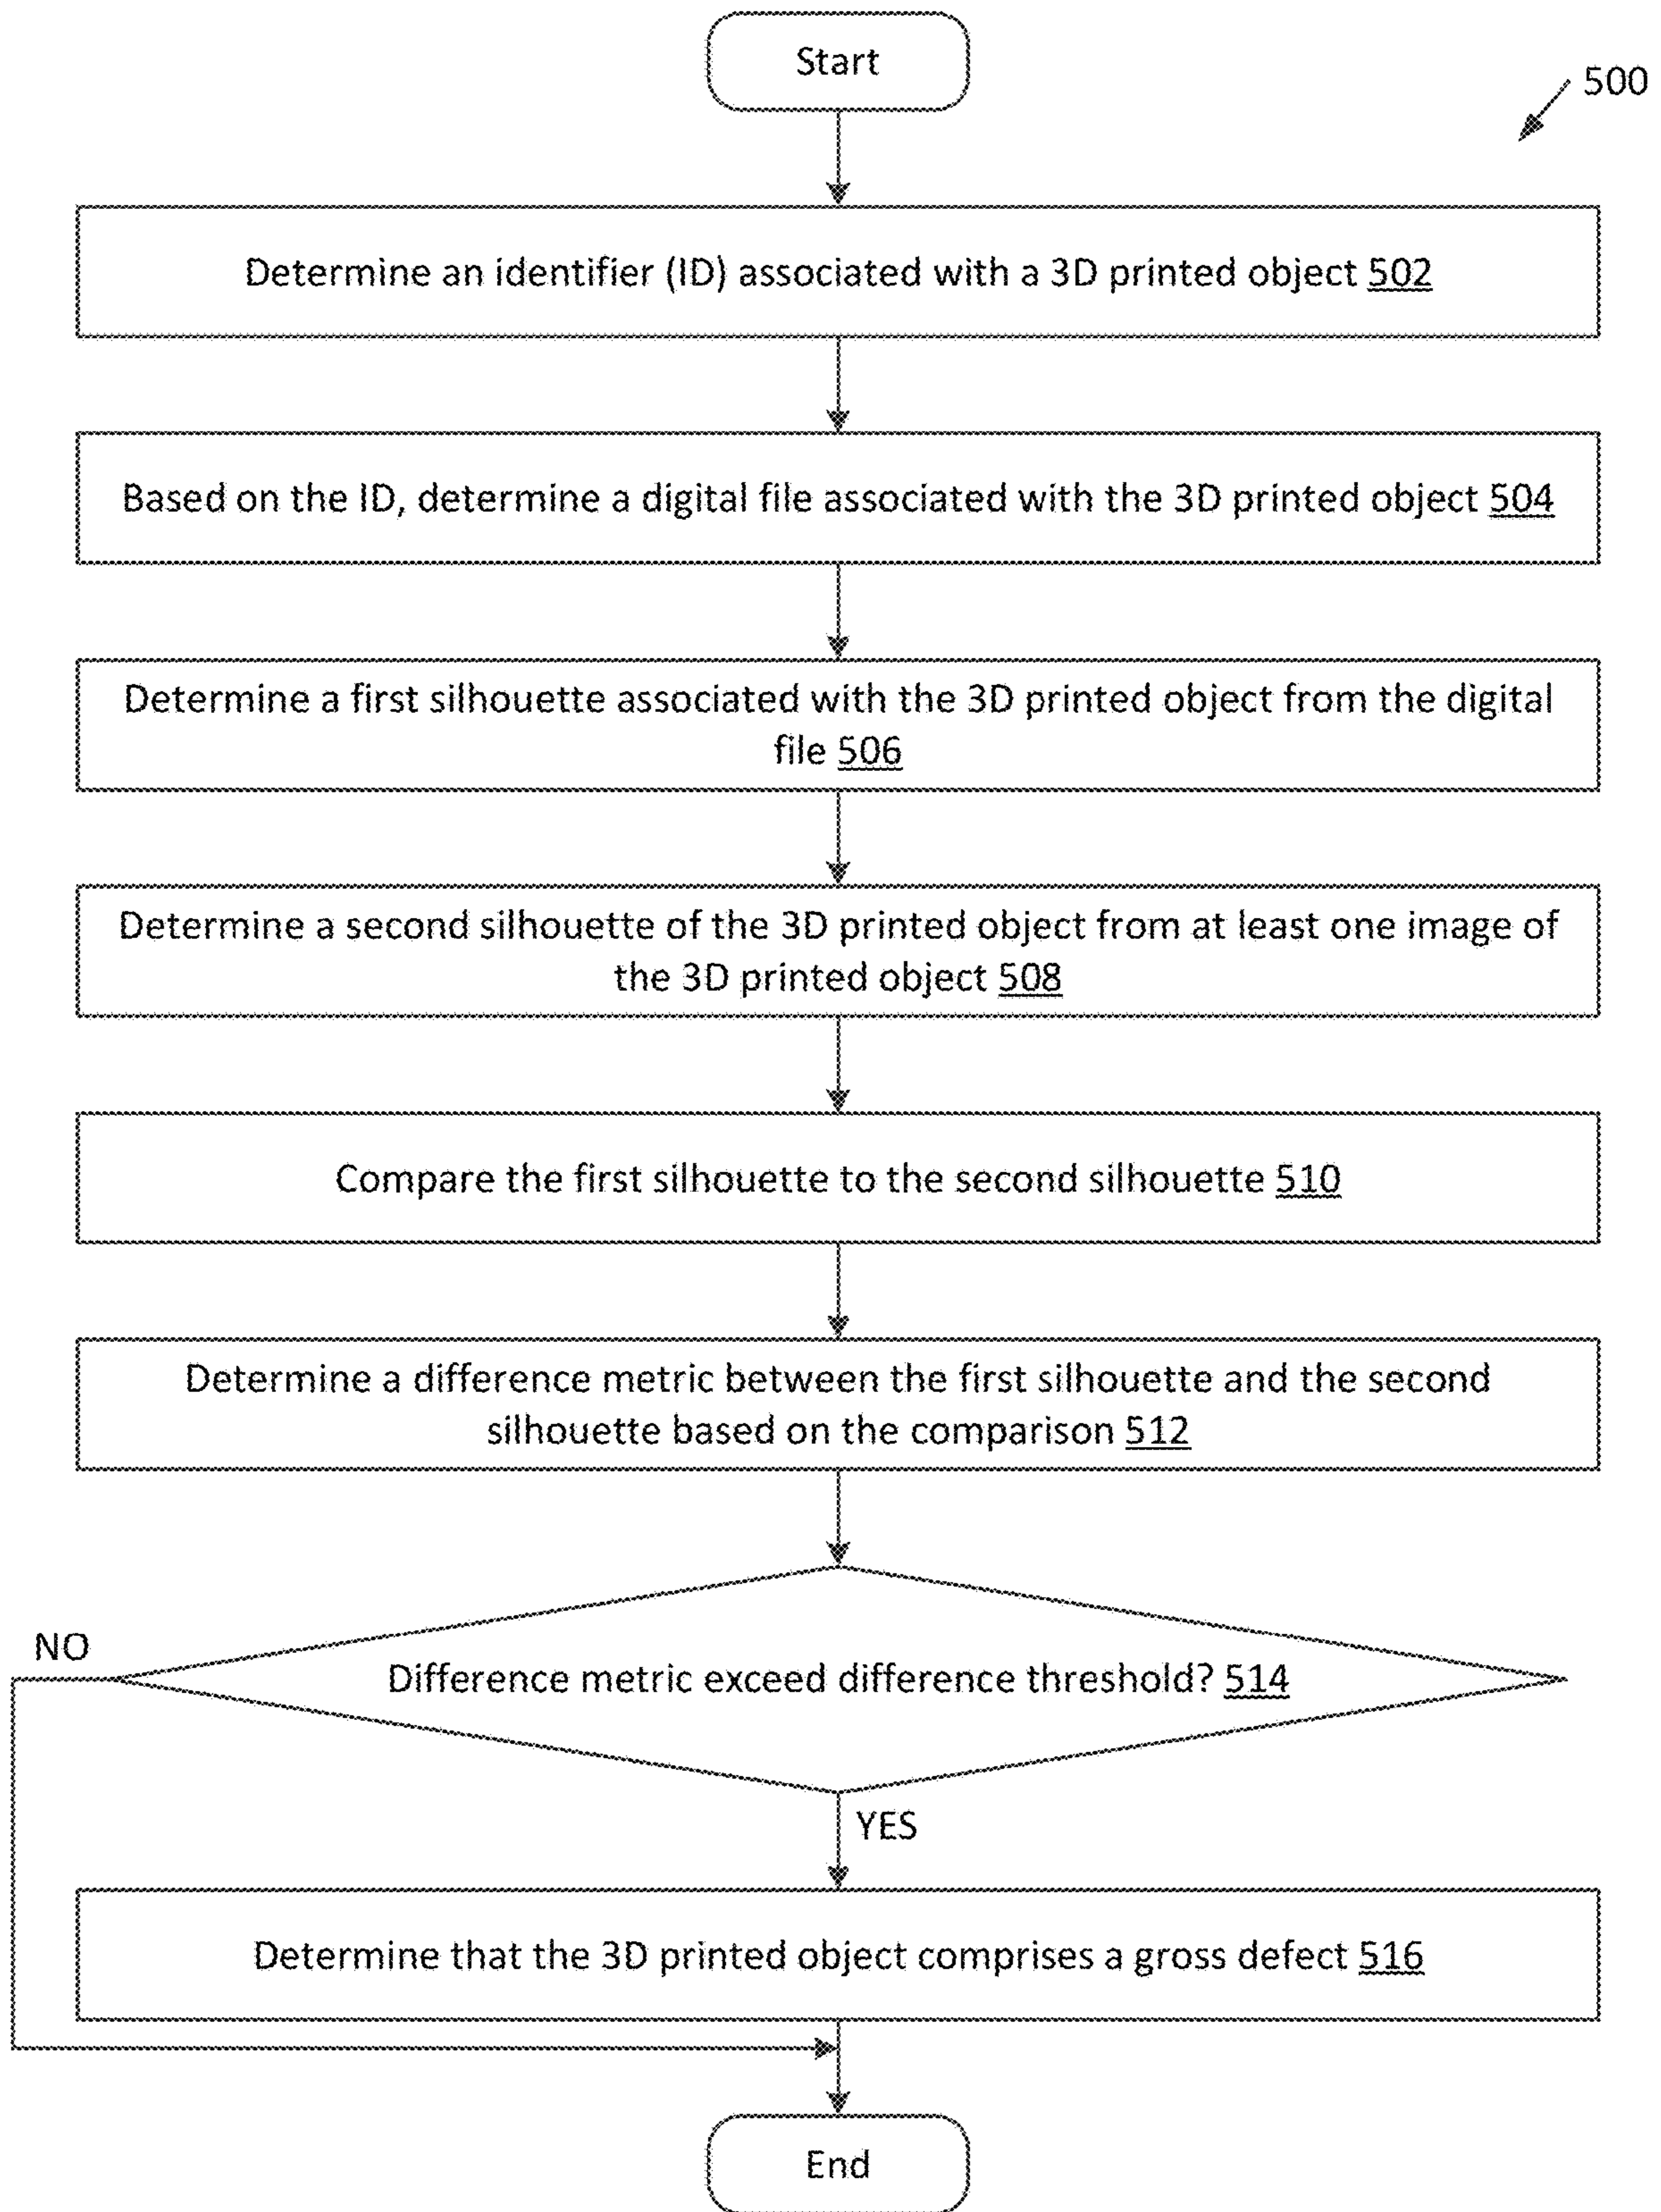 Start
500
Determine an identifier (ID) associated with a 3D printed object 502
Based on the ID, determine a digital file associated with the 3D printed object 504
Determine a first silhouette associated with the 3D printed object from the digital
file 506
Determine a second silhouette of the 3D printed object from at least one image of
the 3D printed object 508
Compare the first silhouette to the second silhouette 510
Determine a difference metric between the first silhouette and the second
silhouette based on the comparison 512
NO
Difference metric exceed difference threshold? 514
YES
Determine that the 3D printed object comprises a gross defect 516
End